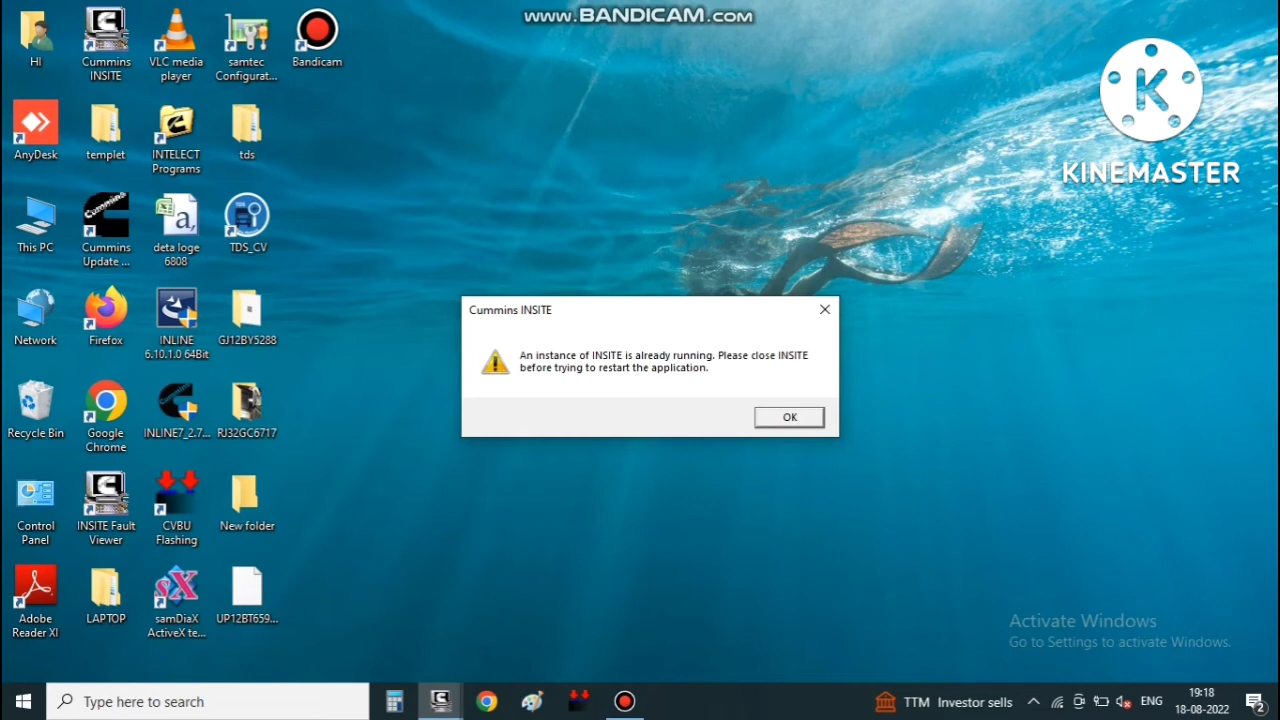 www.BANDICAM.com
HI
Cummins
INSITE
VLC media
player
samtec
Configurat...
Bandicam
K
KINEMASTER
AnyDesk
templet
INTELECT
Programs
tds
This PC
Cummins
Cummins
Update ...
deta loge
6808
TDS_CV
Network
Firefox
INLINE
6.10.1.0 64Bit
GJ12BY5288
Cummins INSITE
An instance of INSITE is already running. Please close INSITE
before trying to restart the application.
OK
Recycle Bin
Google
Chrome
INLINE7_2.7...
RJ32GC6717
Control
Panel
INSITE Fault
Viewer
CVBU
Flashing
New folder
Adobe
Reader XI
LAPTOP
samDiaX
ActiveX te...
UP12BT659...
Activate Windows
Go to Settings to activate Windows.
Type here to search
TTM Investor sells
ENG
19:18
18-08-2022
2